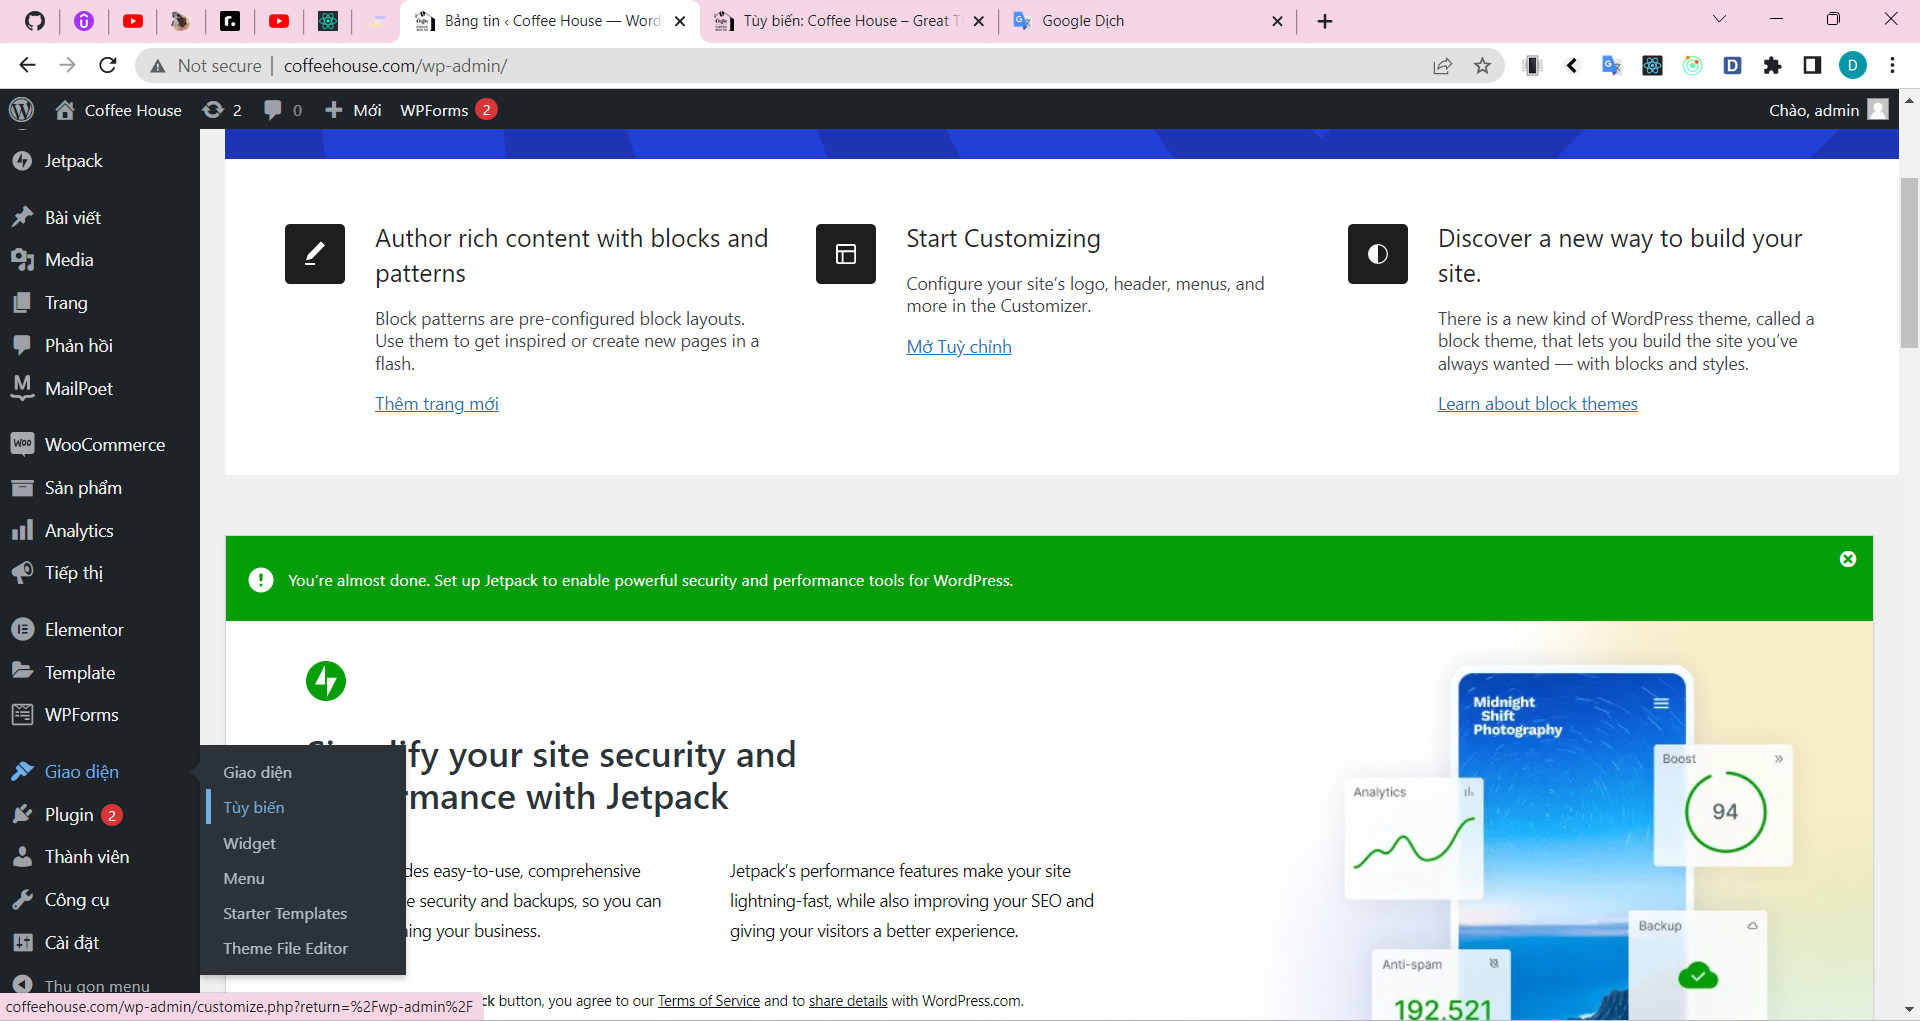 Bảng tin ‹ Coffee House — Word
Tùy biến: Coffee House – Great T
Google Dịch
Not secure
coffeehouse.com/wp-admin/
D
D
Coffee House
2
0
Mới
WPForms 2
Chào, admin
Jetpack
Bài viết
Media
Trang
Phản hồi
MailPoet
WooCommerce
Sản phẩm
Analytics
Tiếp thị
Elementor
Template
WPForms
Giao diện
Plugin 2
Thành viên
Công cụ
Cài đặt
Thu gọn menu
Giao diện
Tùy biến
Widget
Menu
Starter Templates
Theme File Editor
Author rich content with blocks and
patterns
Block patterns are pre-configured block layouts.
Use them to get inspired or create new pages in a
flash.
Thêm trang mới
Start Customizing
Configure your site’s logo, header, menus, and
more in the Customizer.
Mở Tuỳ chỉnh
Discover a new way to build your
site.
There is a new kind of WordPress theme, called a
block theme, that lets you build the site you’ve
always wanted — with blocks and styles.
Learn about block themes
You’re almost done. Set up Jetpack to enable powerful security and performance tools for WordPress.
fy your site security and
mance with Jetpack
des easy-to-use, comprehensive
e security and backups, so you can
ing your business.
Jetpack’s performance features make your site
lightning-fast, while also improving your SEO and
giving your visitors a better experience.
ck button, you agree to our Terms of Service and to share details with WordPress.com.
Midnight
Shift
Photography
Boost
94
Analytics
Backup
Anti-spam
192,521
coffeehouse.com/wp-admin/customize.php?return=%2Fwp-admin%2F